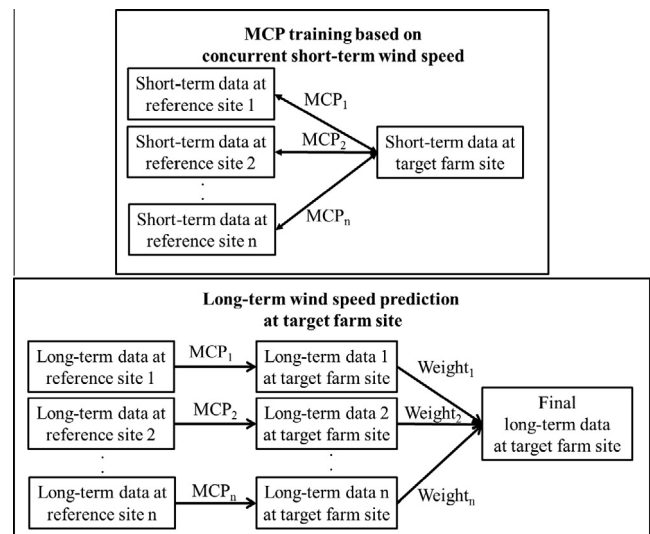 MCP training based on
concurrent short-term wind speed
Short-term data at
reference site 1
MCP1
Short-term data at
reference site 2
MCP2
Short-term data at
target farm site
.
.
Short-term data at
reference site n
MCPn
Long-term wind speed prediction
at target farm site
Long-term data at
reference site 1
MCP1
Long-term data 1
at target farm site
Weight1
Long-term data at
reference site 2
MCP2
Long-term data 2
at target farm site
Weight2
Final
long-term data
at target farm site
.
.
.
.
Long-term data at
reference site n
MCPn
Long-term data n
at target farm site
Weightn